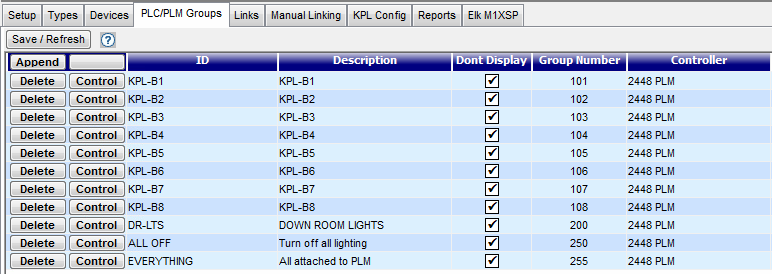 Setup Types Devices PLC/PLM Groups Links Manual Linking KPL Config Reports Elk M1XSP
Save / Refresh ?
Append ID Description Dont Display Group Number Controller
Delete Control KPL-B1 KPL-B1 101 2448 PLM
Delete Control KPL-B2 KPL-B2 102 2448 PLM
Delete Control KPL-B3 KPL-B3 103 2448 PLM
Delete Control KPL-B4 KPL-B4 104 2448 PLM
Delete Control KPL-B5 KPL-B5 105 2448 PLM
Delete Control KPL-B6 KPL-B6 106 2448 PLM
Delete Control KPL-B7 KPL-B7 107 2448 PLM
Delete Control KPL-B8 KPL-B8 108 2448 PLM
Delete Control DR-LTS DOWN ROOM LIGHTS 200 2448 PLM
Delete Control ALL OFF Turn off all lighting 250 2448 PLM
Delete Control EVERYTHING All attached to PLM 255 2448 PLM